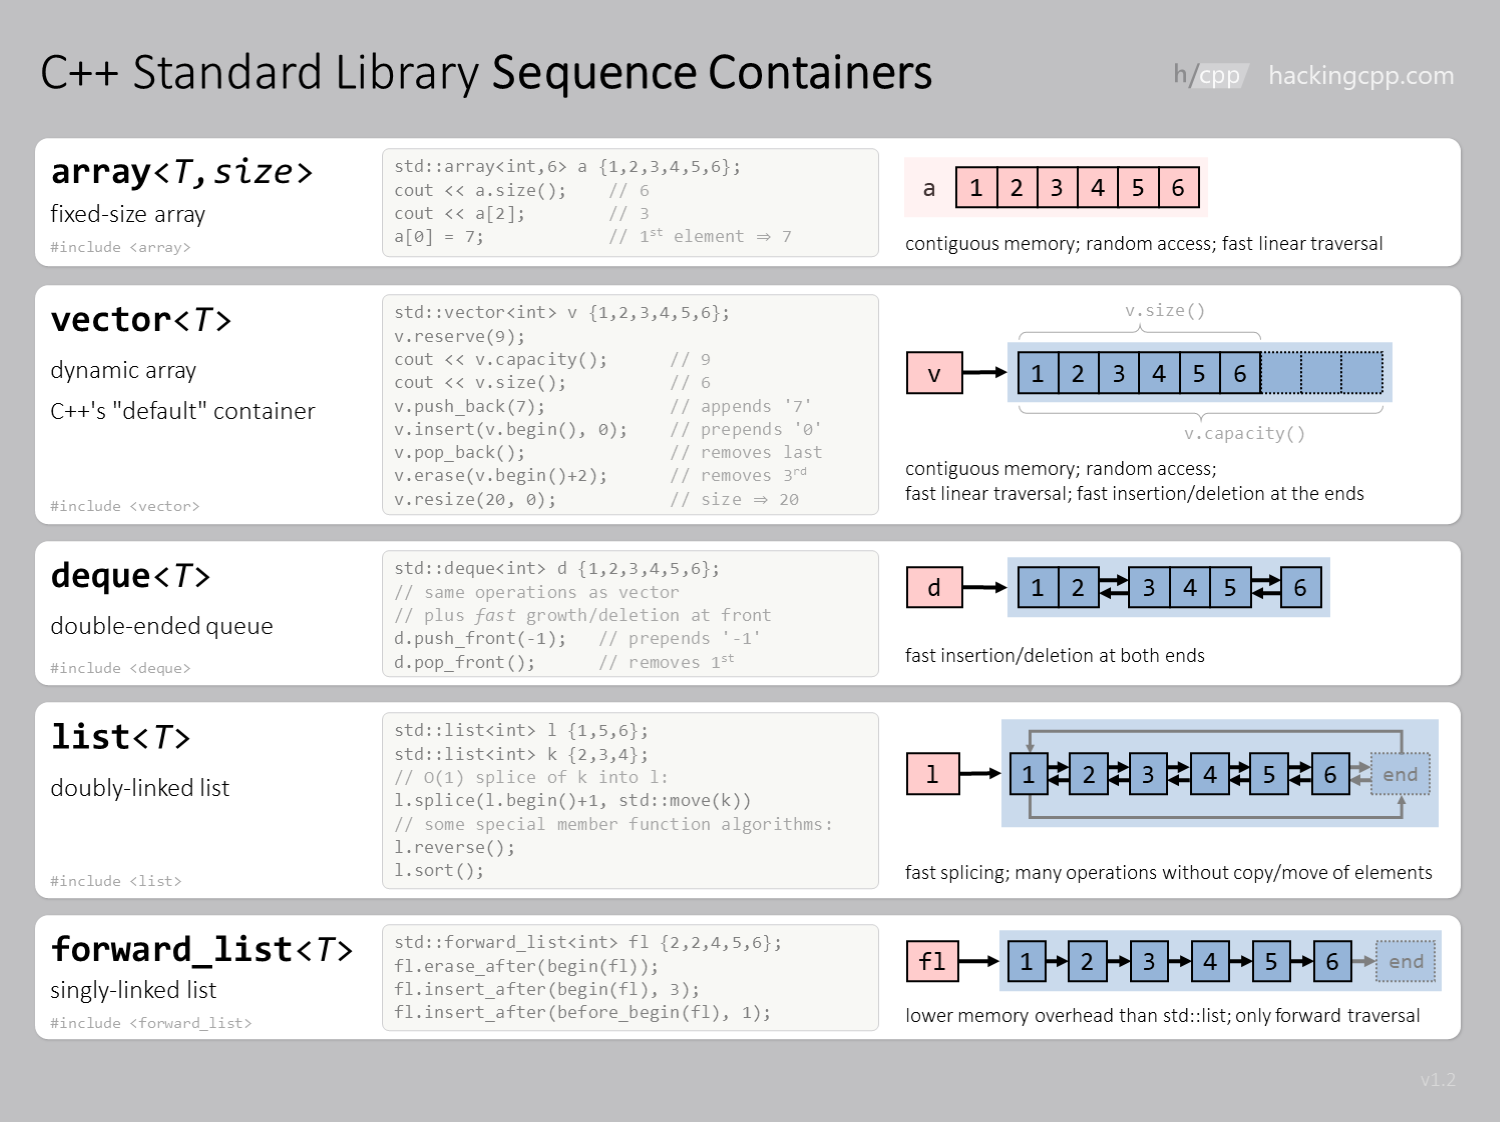 C++ Standard Library Sequence Containers
h/cpp hackingcpp.com
array<T,size>
fixed-size array
#include <array>
std::array<int,6> a {1,2,3,4,5,6};
cout << a.size();    // 6
cout << a[2];        // 3
a[0] = 7;            // 1st element ⇒ 7
a 1 2 3 4 5 6
contiguous memory; random access; fast linear traversal
vector<T>
dynamic array
C++'s "default" container
#include <vector>
std::vector<int> v {1,2,3,4,5,6};
v.reserve(9);
cout << v.capacity();      // 9
cout << v.size();          // 6
v.push_back(7);            // appends '7'
v.insert(v.begin(), 0);    // prepends '0'
v.pop_back();              // removes last
v.erase(v.begin()+2);      // removes 3rd
v.resize(20, 0);           // size ⇒ 20
v.size()
v 1 2 3 4 5 6
v.capacity()
contiguous memory; random access;
fast linear traversal; fast insertion/deletion at the ends
deque<T>
double-ended queue
#include <deque>
std::deque<int> d {1,2,3,4,5,6};
// same operations as vector
// plus fast growth/deletion at front
d.push_front(-1);   // prepends '-1'
d.pop_front();      // removes 1st
d 1 2 3 4 5 6
fast insertion/deletion at both ends
list<T>
doubly-linked list
#include <list>
std::list<int> l {1,5,6};
std::list<int> k {2,3,4};
// O(1) splice of k into l:
l.splice(l.begin()+1, std::move(k))
// some special member function algorithms:
l.reverse();
l.sort();
l 1 2 3 4 5 6 end
fast splicing; many operations without copy/move of elements
forward_list<T>
singly-linked list
#include <forward_list>
std::forward_list<int> fl {2,2,4,5,6};
fl.erase_after(begin(fl));
fl.insert_after(begin(fl), 3);
fl.insert_after(before_begin(fl), 1);
fl 1 2 3 4 5 6 end
lower memory overhead than std::list; only forward traversal
v1.2